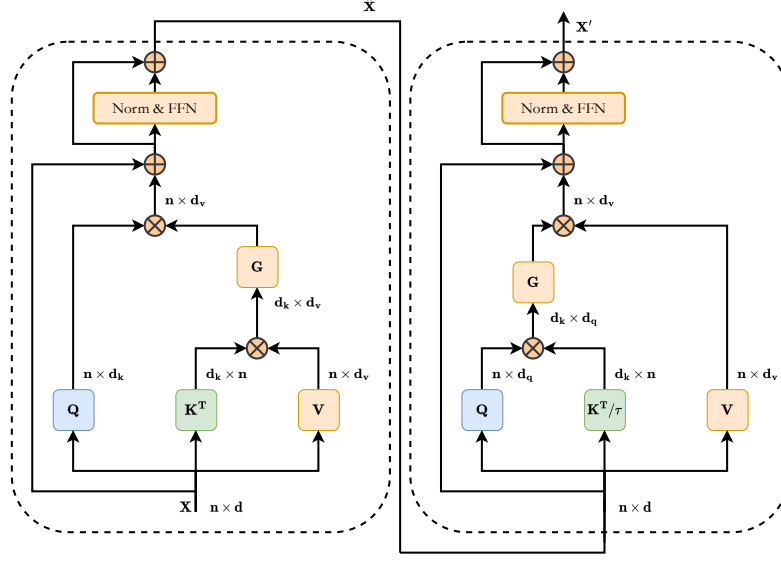 X
X′
Norm & FFN
Norm & FFN
n × d_v
n × d_v
G
G
d_k × d_v
d_k × d_q
n × d_k
d_k × n
n × d_v
n × d_q
d_k × n
n × d_v
Q
K^T
V
Q
K^T/τ
V
X
n × d
n × d